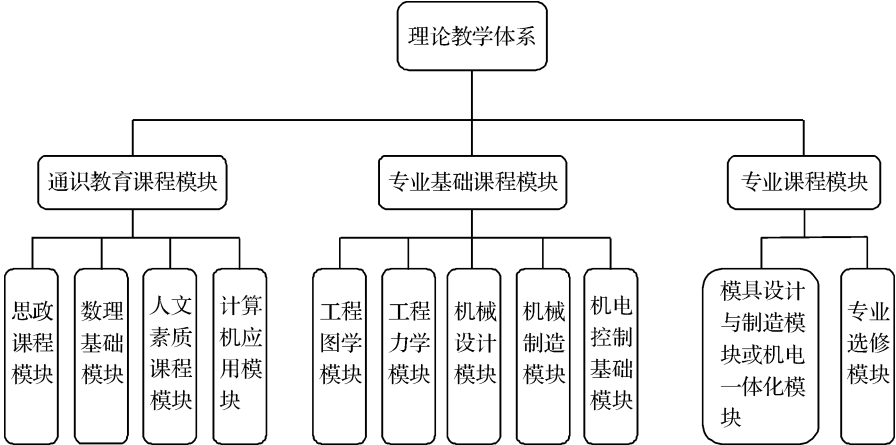 理论教学体系
通识教育课程模块
专业基础课程模块
专业课程模块
思政
课程
模块
数理
基础
模块
人文
素质
课程
模块
计算
机应
用模
块
工程
图学
模块
工程
力学
模块
机械
设计
模块
机械
制造
模块
机电
控制
基础
模块
模具设计
与制造模
块或机电
一体化模
块
专业
选修
模块